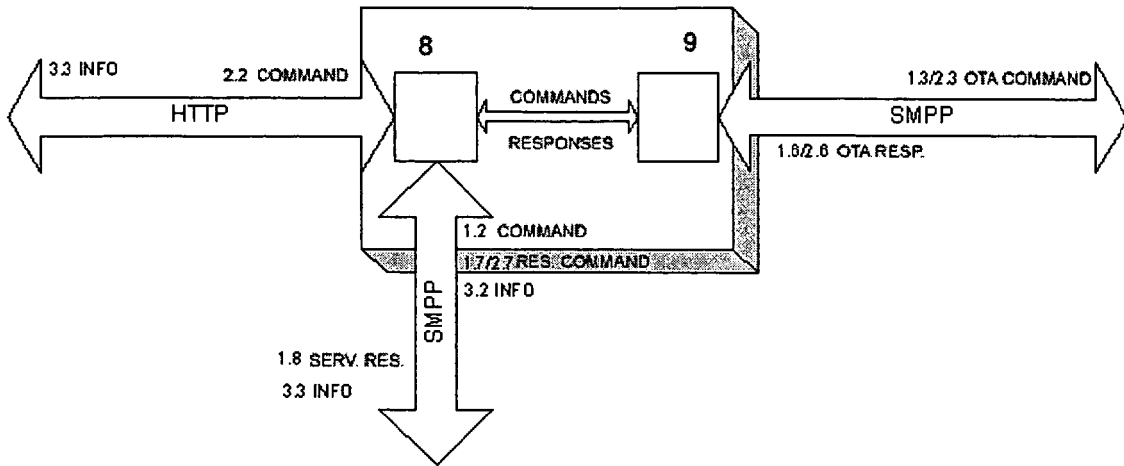 8
9
3.3 INFO
2.2 COMMAND
HTTP
COMMANDS
RESPONSES
1.3/2.3 OTA COMMAND
SMPP
1.6/2.6 OTA RESP.
1.2 COMMAND
1.7/2.7 RES. COMMAND
3.2 INFO
SMPP
1.8 SERV. RES.
3.3 INFO